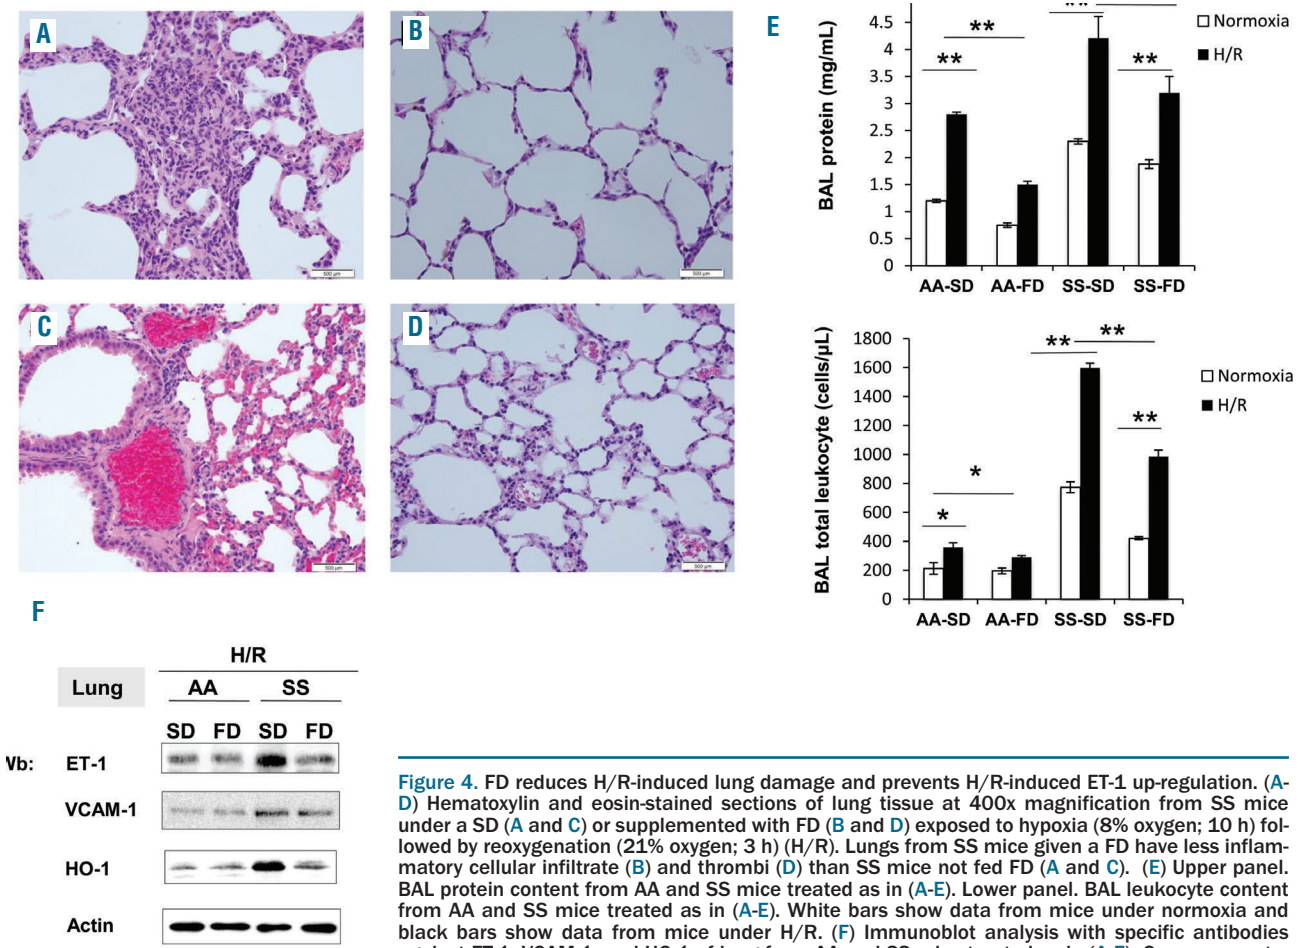 A
B
500 µm
500 µm
C
D
500 µm
500 µm
E
BAL protein (mg/mL)
4.5
4
3.5
3
2.5
2
1.5
1
0.5
0
** ** ** **
AA-SD AA-FD SS-SD SS-FD
Normoxia
H/R
BAL total leukocyte (cells/µL)
1800
1600
1400
1200
1000
800
600
400
200
0
* * ** ** **
AA-SD AA-FD SS-SD SS-FD
Normoxia
H/R
F
H/R
Lung AA SS
SD FD SD FD
Wb: ET-1
VCAM-1
HO-1
Actin
Figure 4. FD reduces H/R-induced lung damage and prevents H/R-induced ET-1 up-regulation. (A-
D) Hematoxylin and eosin-stained sections of lung tissue at 400x magnification from SS mice
under a SD (A and C) or supplemented with FD (B and D) exposed to hypoxia (8% oxygen; 10 h) fol-
lowed by reoxygenation (21% oxygen; 3 h) (H/R). Lungs from SS mice given a FD have less inflam-
matory cellular infiltrate (B) and thrombi (D) than SS mice not fed FD (A and C). (E) Upper panel.
BAL protein content from AA and SS mice treated as in (A-E). Lower panel. BAL leukocyte content
from AA and SS mice treated as in (A-E). White bars show data from mice under normoxia and
black bars show data from mice under H/R. (F) Immunoblot analysis with specific antibodies